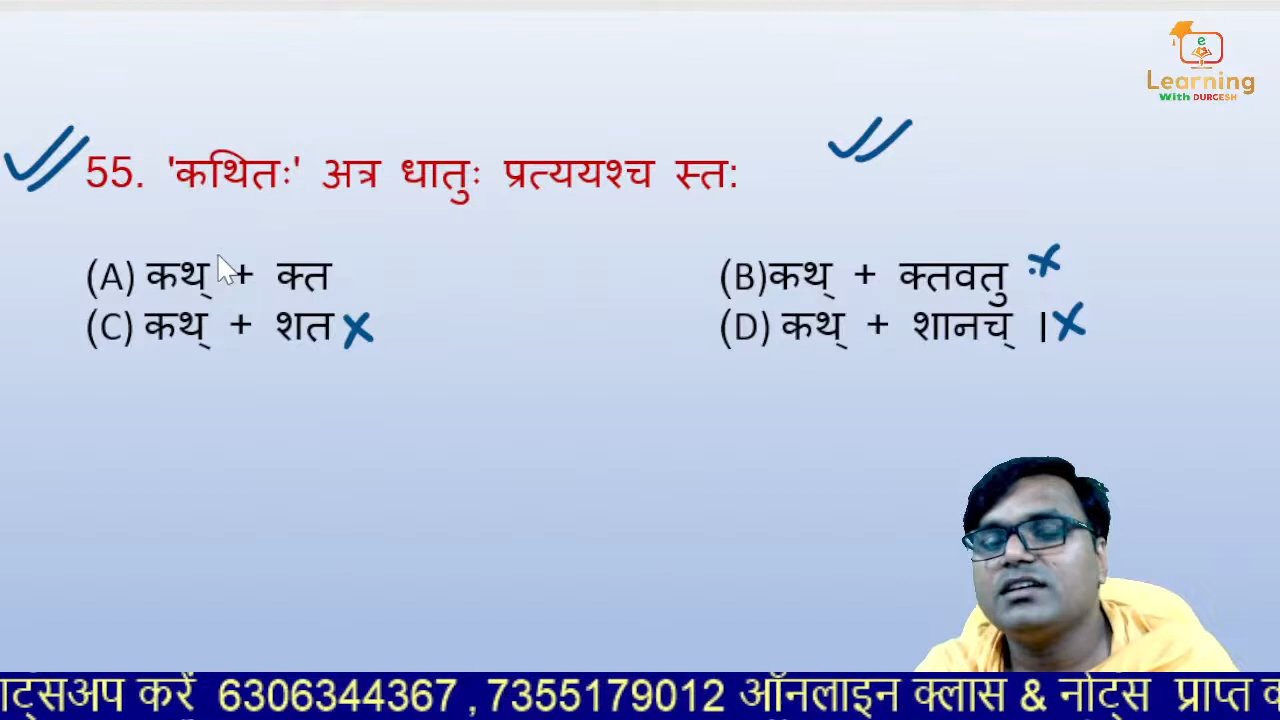 e
Learning
With DURGESH
55. 'कथितः' अत्र धातुः प्रत्ययश्च स्त:
(A) कथ् + क्त
(B)कथ् + क्तवतु
(C) कथ् + शत
(D) कथ् + शानच् ।
करें 6306344367 , 7355179012 ऑनलाइन क्लास & नोट्स प्राप्त